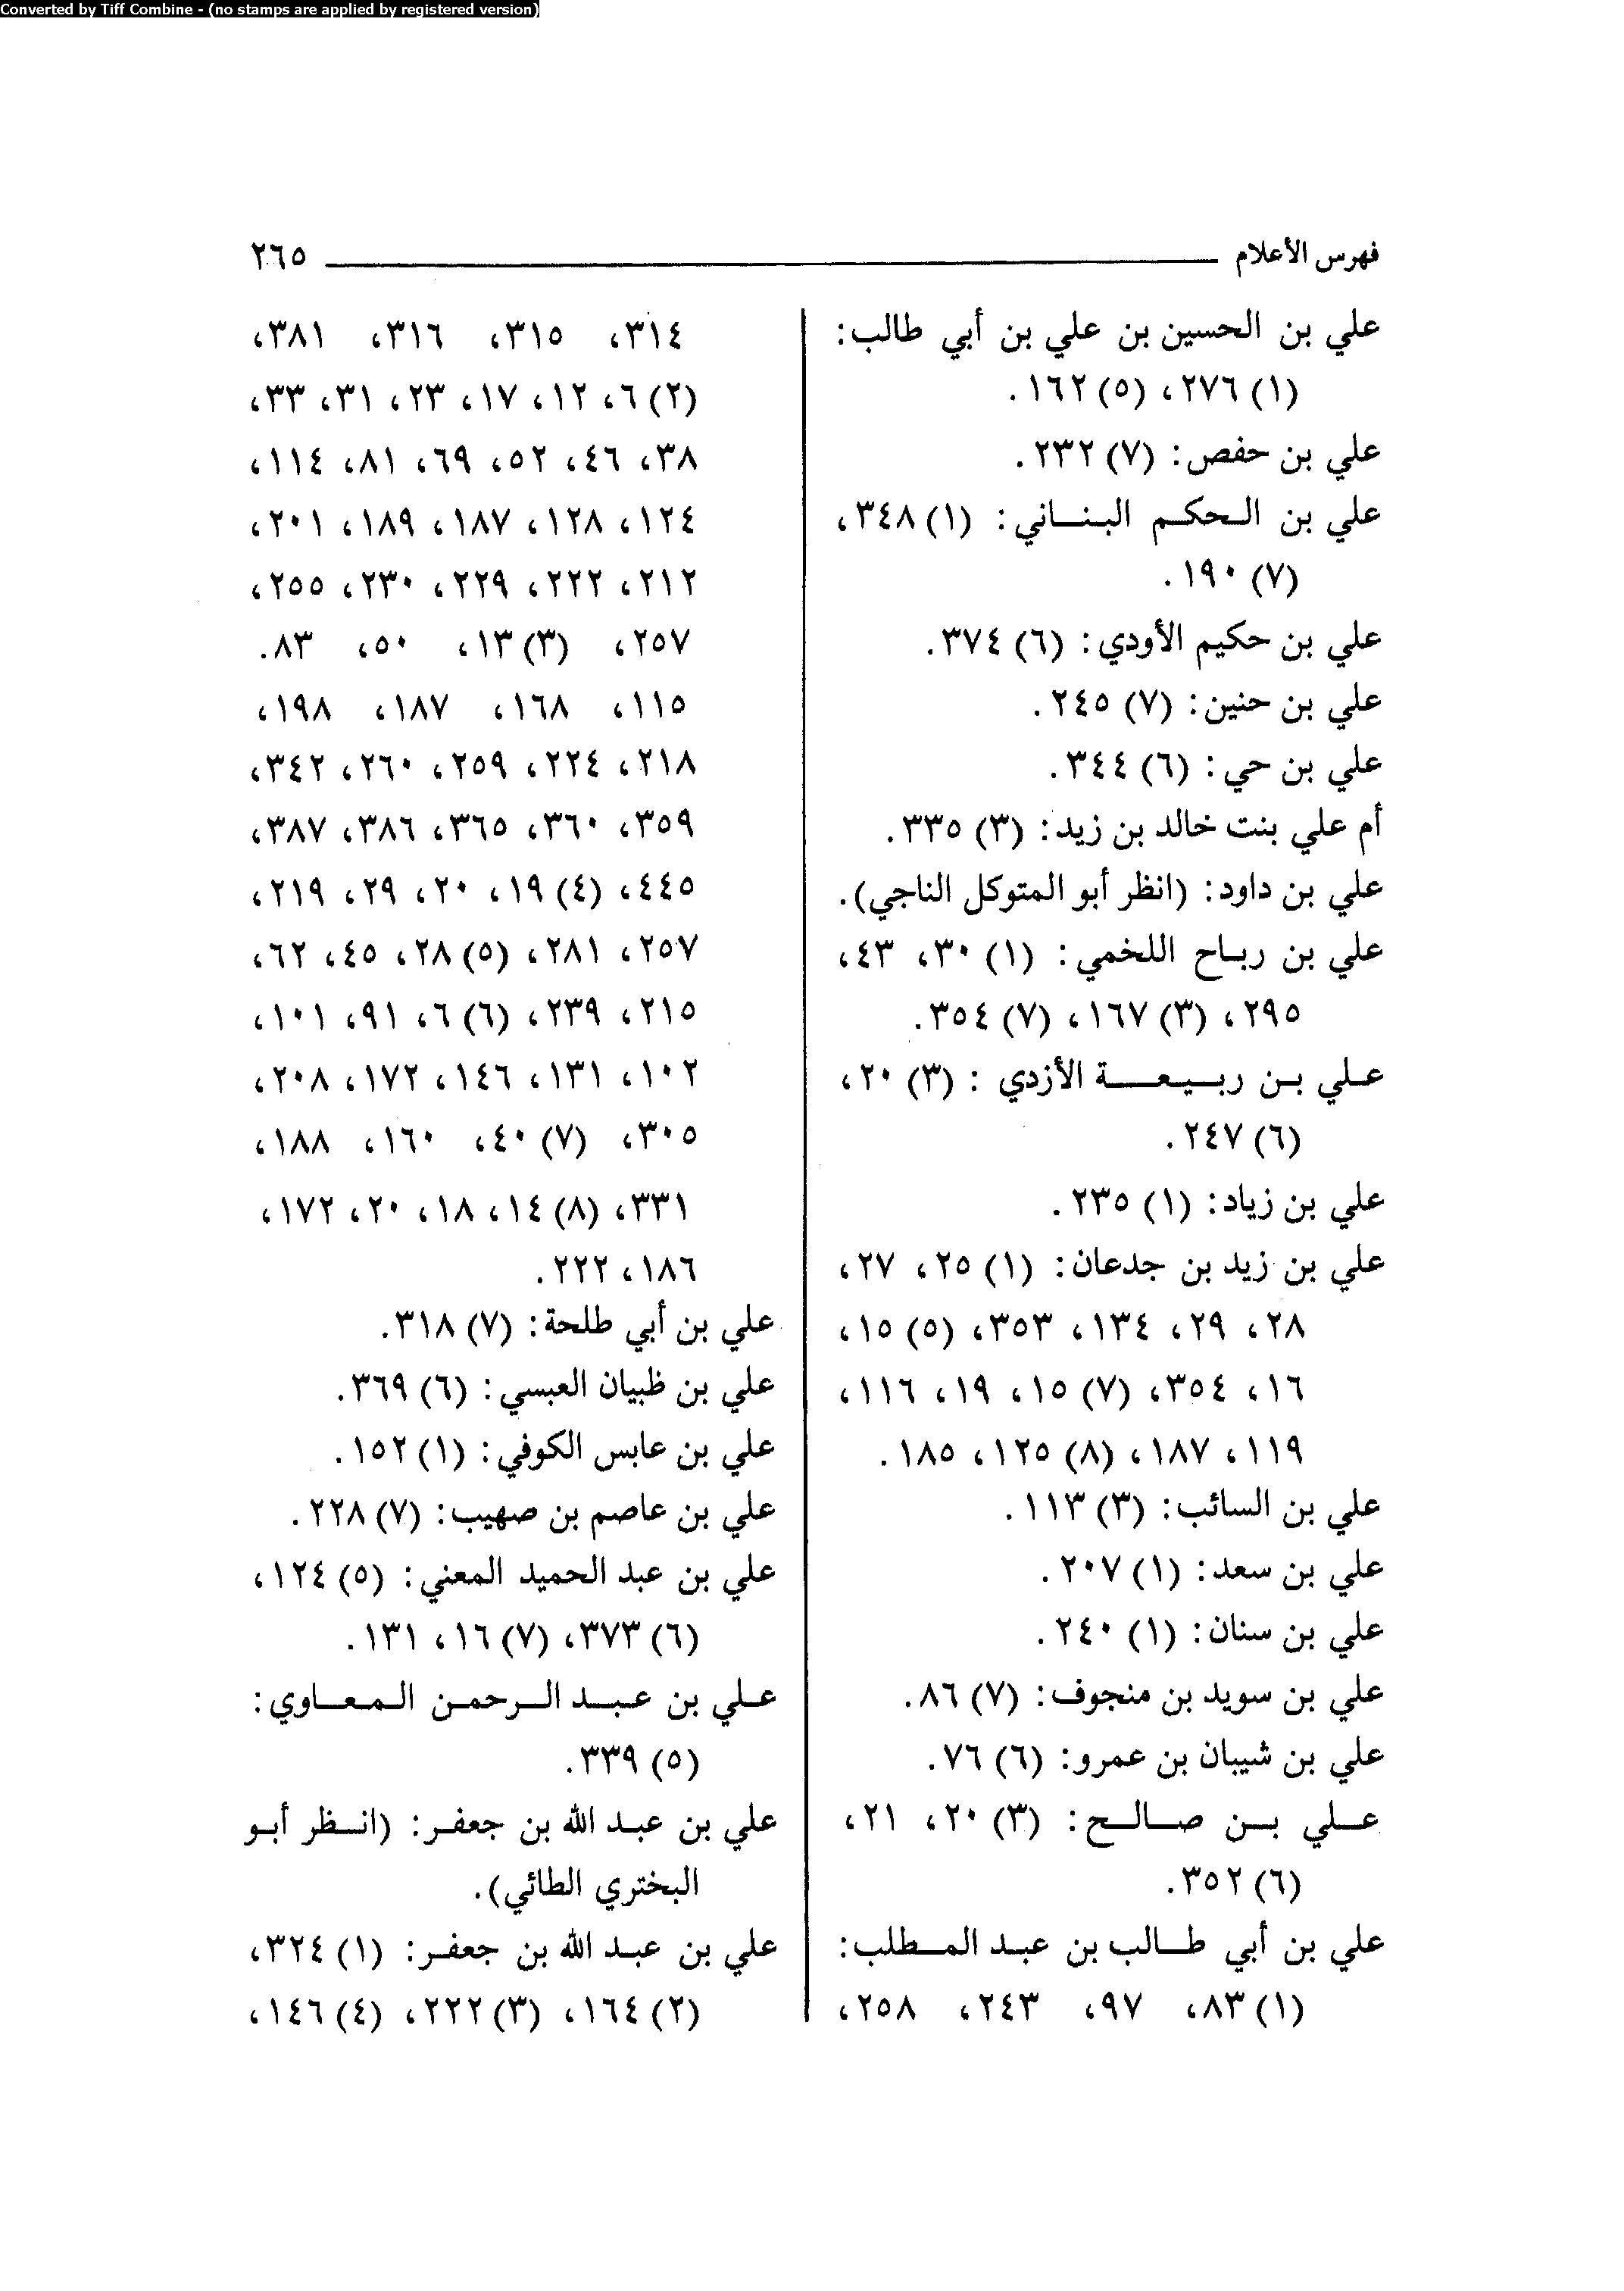 Converted by Tiff Combine - (no stamps are applied by registered version)
فهرس الأعلام ٢٦٥
علي بن الحسين بن علي بن أبي طالب:
(١) ٢٧٦، (٥) ١٦٢.
علي بن حفص: (٧) ٢٣٢.
علي بن الحكم البناني: (١) ٣٤٨،
(٧) ١٩٠.
علي بن حكيم الأودي: (٦) ٣٧٤.
علي بن حنين: (٧) ٢٤٥.
علي بن حي: (٦) ٣٤٤.
أم علي بنت خالد بن زيد: (٣) ٣٣٥.
علي بن داود: (انظر أبو المتوكل الناجي).
علي بن رباح اللخمي: (١) ٣٠، ٤٣،
٢٩٥، (٣) ١٦٧، (٧) ٣٥٤.
علي بن ربيعة الأزدي : (٣) ٢٠،
(٦) ٢٤٧.
علي بن زياد: (١) ٢٣٥.
علي بن زيد بن جدعان: (١) ٢٥، ٢٧،
٢٨، ٢٩، ١٣٤، ٣٥٣، (٥) ١٥،
١٦، ٣٥٤، (٧) ١٥، ١٩، ١١٦،
١١٩، ١٨٧، (٨) ١٢٥، ١٨٥.
علي بن السائب: (٣) ١١٣.
علي بن سعد: (١) ٢٠٧.
علي بن سنان: (١) ٢٤٠.
علي بن سويد بن منجوف: (٧) ٨٦.
علي بن شيبان بن عمرو: (٦) ٧٦.
علي بن صالح: (٣) ٢٠، ٢١،
(٦) ٣٥٢.
علي بن أبي طالب بن عبد المطلب:
(١) ٨٣، ٩٧، ٢٤٣، ٢٥٨،
٣١٤، ٣١٥، ٣١٦، ٣٨١،
(٢) ٦، ١٢، ١٧، ٢٣، ٣١، ٣٣،
٣٨، ٤٦، ٥٢، ٦٩، ٨١، ١١٤،
١٢٤، ١٢٨، ١٨٧، ١٨٩، ٢٠١،
٢١٢، ٢٢٢، ٢٢٩، ٢٣٠، ٢٥٥،
٢٥٧، (٣) ١٣، ٥٠، ٨٣.
١١٥، ١٦٨، ١٨٧، ١٩٨،
٢١٨، ٢٢٤، ٢٥٩، ٢٦٠، ٣٤٢،
٣٥٩، ٣٦٠، ٣٦٥، ٣٨٦، ٣٨٧،
٤٤٥، (٤) ١٩، ٢٠، ٢٩، ٢١٩،
٢٥٧، ٢٨١، (٥) ٢٨، ٤٥، ٦٢،
٢١٥، ٢٣٩، (٦) ٦، ٩١، ١٠١،
١٠٢، ١٣١، ١٤٦، ١٧٢، ٢٠٨،
٣٠٥، (٧) ٤٠، ١٦٠، ١٨٨،
٣٣١، (٨) ١٤، ١٨، ٢٠، ١٧٢،
١٨٦، ٢٢٢.
علي بن أبي طلحة: (٧) ٣١٨.
علي بن ظبيان العبسي: (٦) ٣٦٩.
علي بن عابس الكوفي: (١) ١٥٢.
علي بن عاصم بن صهيب: (٧) ٢٢٨.
علي بن عبد الحميد المعني: (٥) ١٢٤،
(٦) ٣٧٣، (٧) ١٦، ١٣١.
علي بن عبد الرحمن المعاوي:
(٥) ٣٣٩.
علي بن عبد الله بن جعفر: (انظر أبو
البختري الطائي).
علي بن عبد الله بن جعفر: (١) ٣٢٤،
(٢) ١٦٤، (٣) ٢٢٢، (٤) ١٤٦،